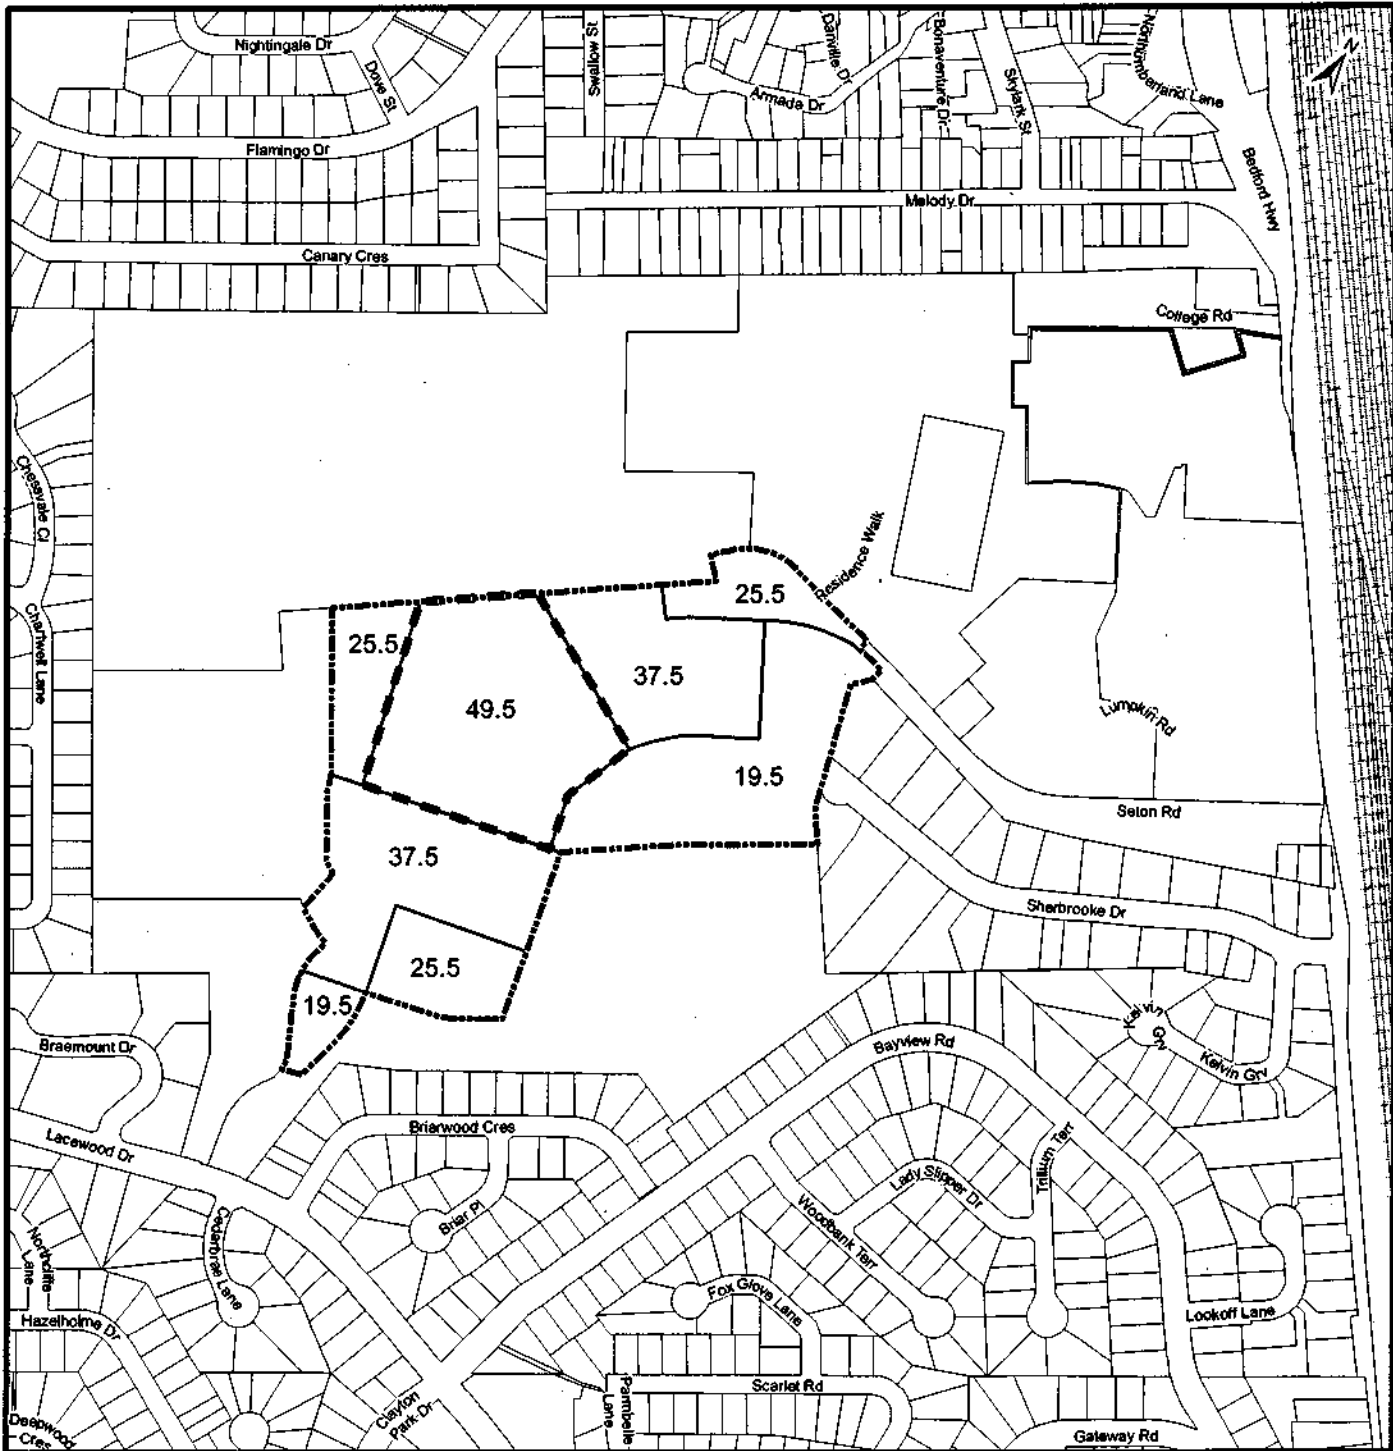 Nightingale Dr
Dove St
Swallow St
Danville Dr
Bonaventure Dr
Skylark St
Northumberland Lane
N
Armada Dr
Flamingo Dr
Bedford Hwy
Melody Dr
Canary Cres
College Rd
Chesavale Cl
Residence Walk
25.5
25.5
37.5
49.5
Chartwell Lane
Lumpkin Rd
19.5
Seton Rd
37.5
Sherbrooke Dr
25.5
19.5
Kelvin
Grv
Braemount Dr
Bayview Rd
Kelvin Grv
Briarwood Cres
Lacewood Dr
Trillium Terr
Lady Slipper Dr
Briar Pl
Woodbank Terr
Cedarbrae Lane
Northcliffe
Lane
Fox Glove Lane
Lookoff Lane
Hazelholme Dr
Scarlet Rd
Parmbelle
Lane
Clayton
Park Dr
Deepwood
Cres
Gateway Rd